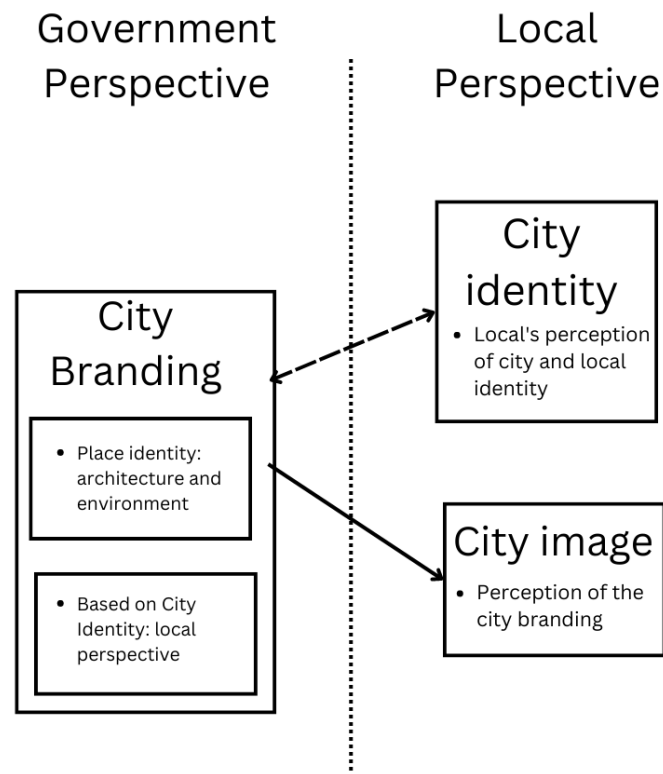 Government
Perspective
Local
Perspective
City
Branding
• Place identity:
architecture and
environment
• Based on City
Identity: local
perspective
City
identity
• Local's perception
of city and local
identity
City image
• Perception of the
city branding